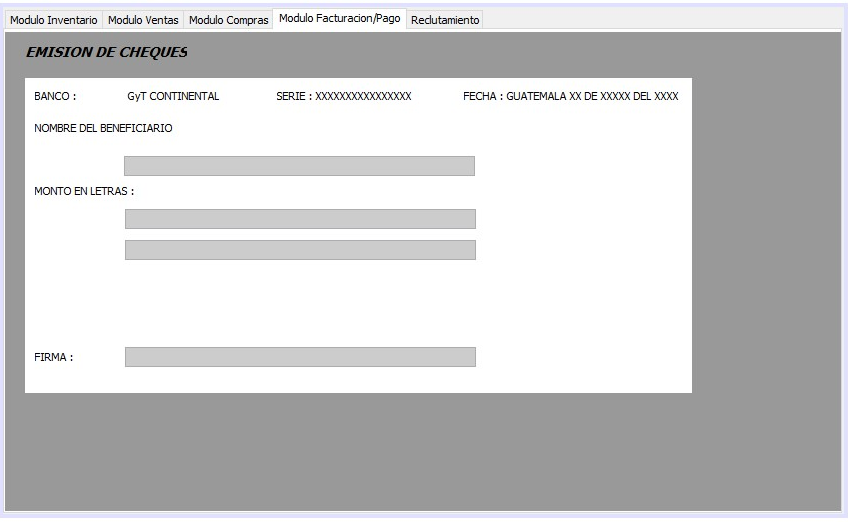 Modulo Inventario Modulo Ventas Modulo Compras Modulo Facturacion/Pago Reclutamiento
EMISION DE CHEQUES
BANCO : GyT CONTINENTAL SERIE : XXXXXXXXXXXXXXXX FECHA : GUATEMALA XX DE XXXXX DEL XXXX
NOMBRE DEL BENEFICIARIO
MONTO EN LETRAS :
FIRMA :